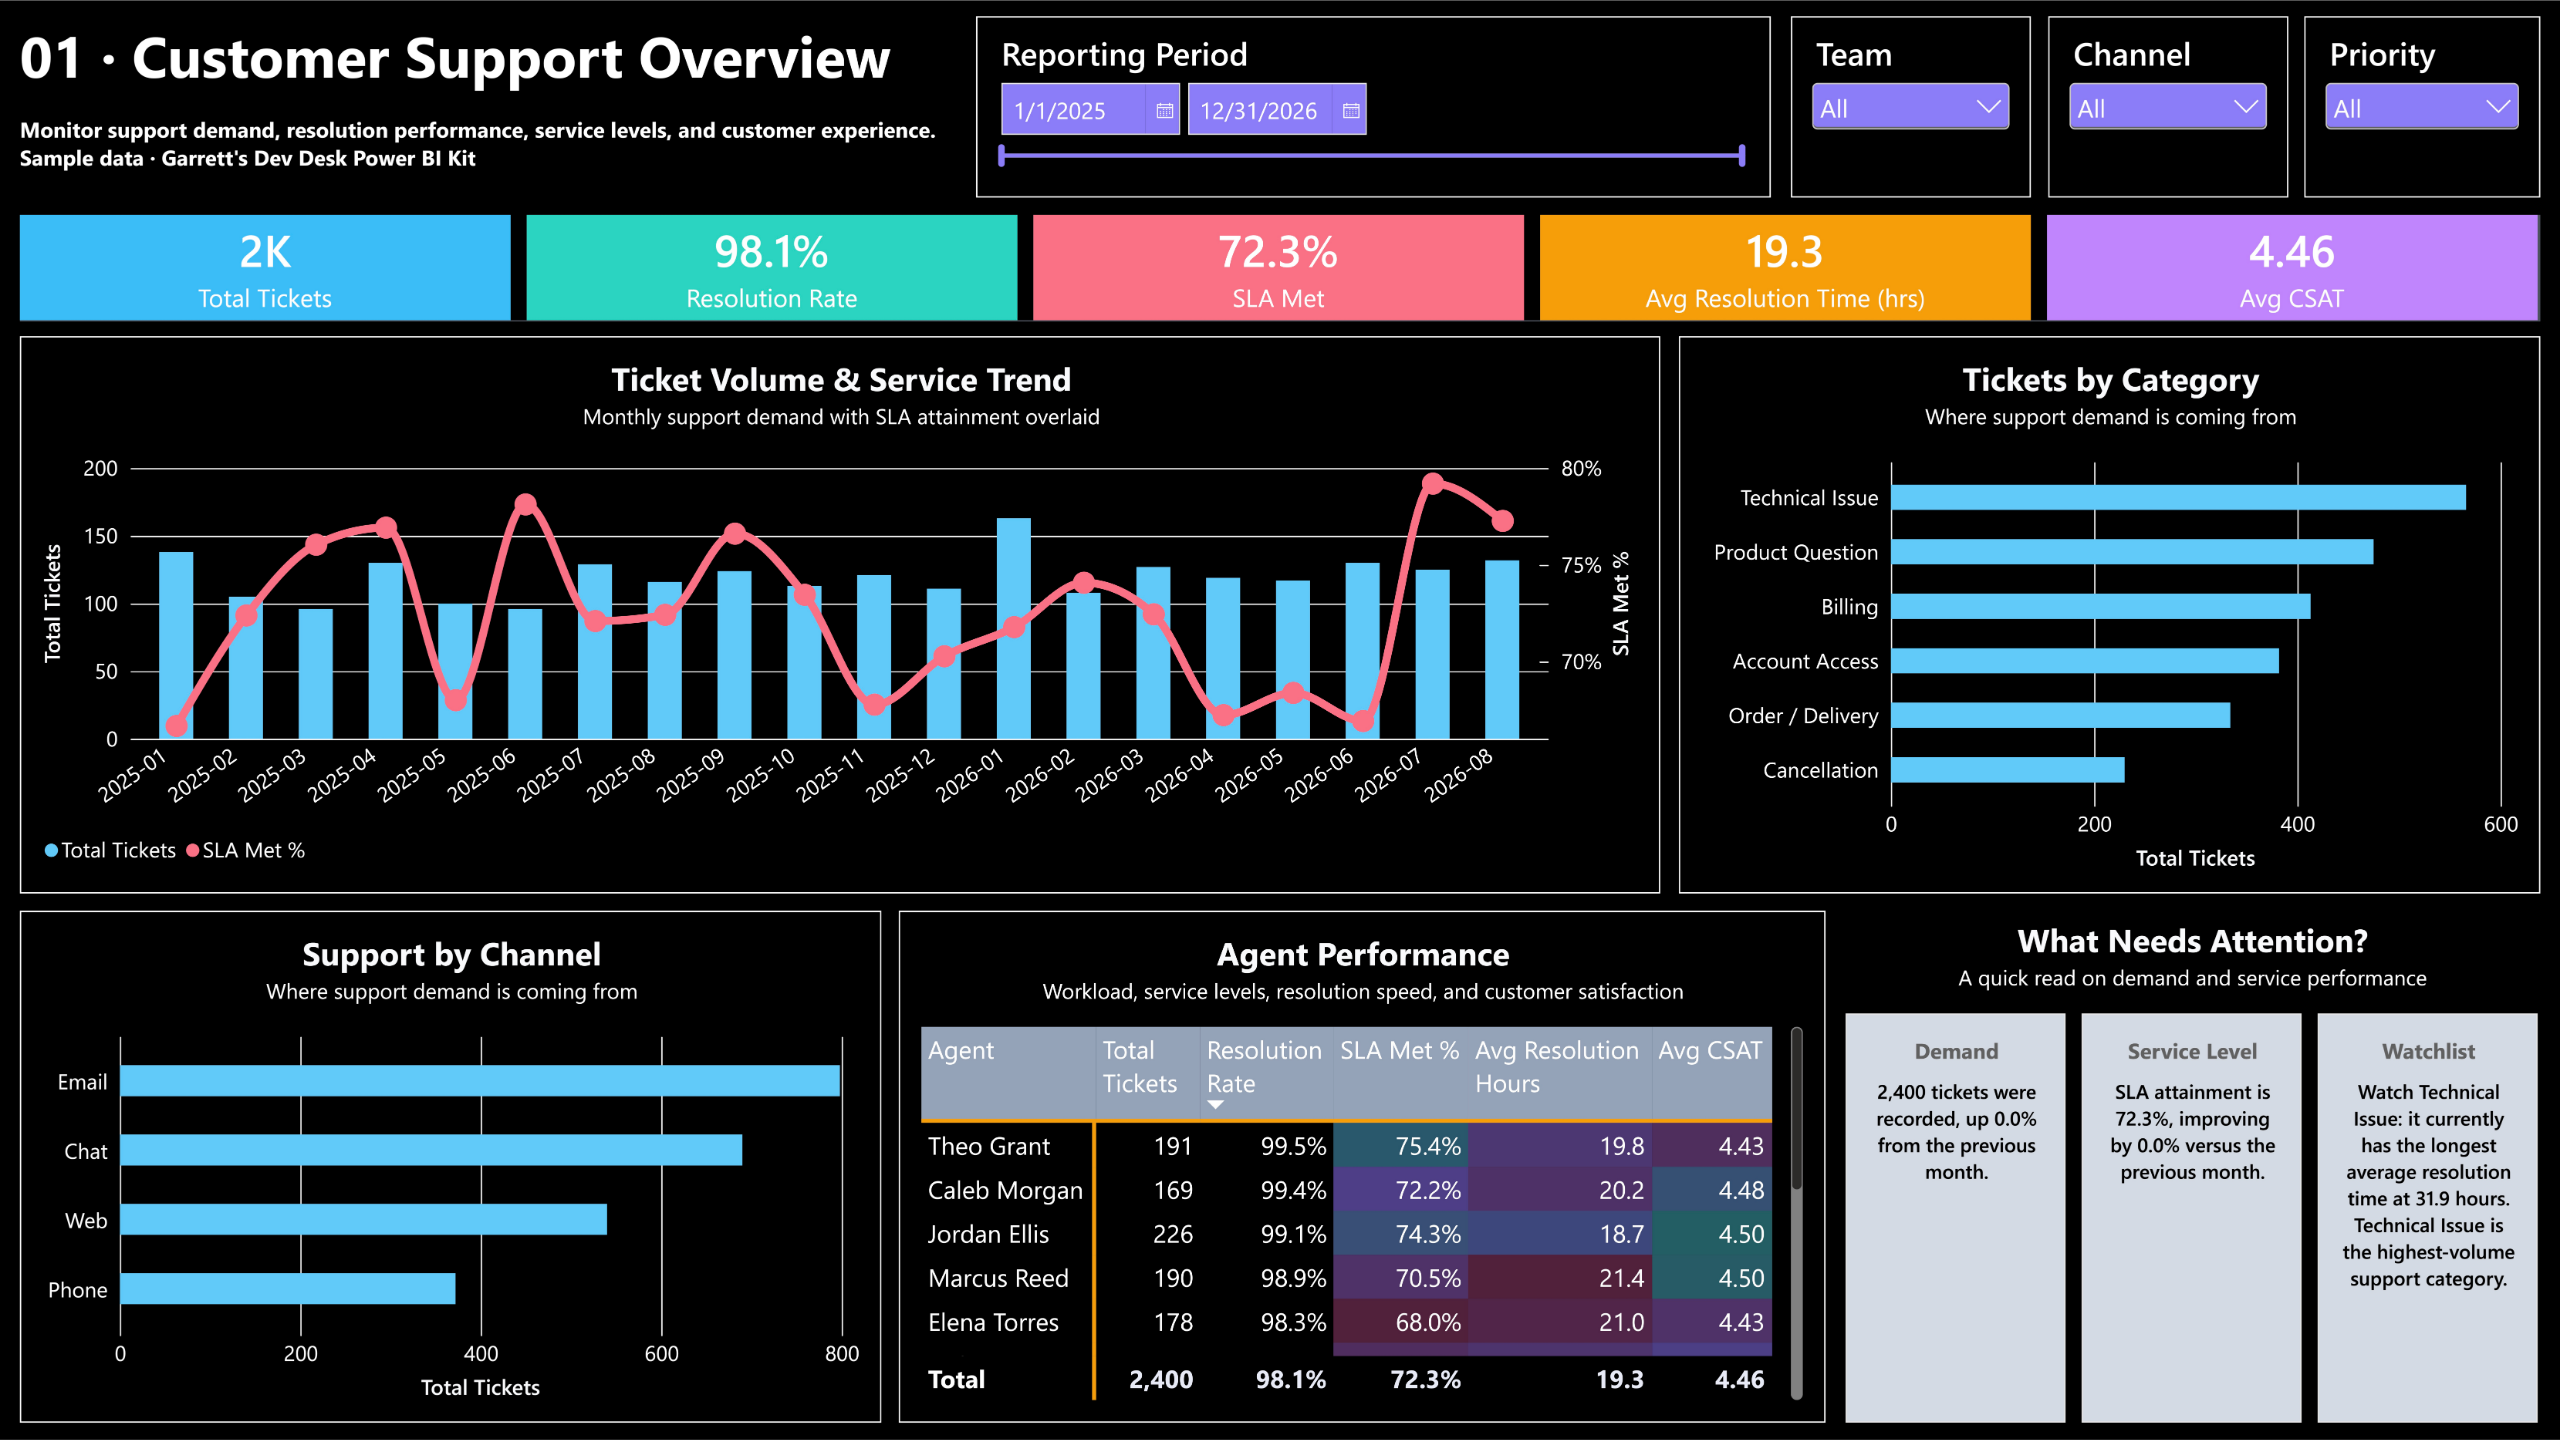 01 · Customer Support Overview
Monitor support demand, resolution performance, service levels, and customer experience.
Sample data · Garrett's Dev Desk Power BI Kit
Reporting Period
1/1/2025
12/31/2026
Team
All
Channel
All
Priority
All
2K
Total Tickets
98.1%
Resolution Rate
72.3%
SLA Met
19.3
Avg Resolution Time (hrs)
4.46
Avg CSAT
Ticket Volume & Service Trend
Monthly support demand with SLA attainment overlaid
Total Tickets
200
150
100
50
0
80%
75%
70%
SLA Met %
2025-01
2025-02
2025-03
2025-04
2025-05
2025-06
2025-07
2025-08
2025-09
2025-10
2025-11
2025-12
2026-01
2026-02
2026-03
2026-04
2026-05
2026-06
2026-07
2026-08
Total Tickets
SLA Met %
Tickets by Category
Where support demand is coming from
Technical Issue
Product Question
Billing
Account Access
Order / Delivery
Cancellation
0
200
400
600
Total Tickets
Support by Channel
Where support demand is coming from
Email
Chat
Web
Phone
0
200
400
600
800
Total Tickets
Agent Performance
Workload, service levels, resolution speed, and customer satisfaction
Agent
Total
Tickets
Resolution
Rate
SLA Met %
Avg Resolution
Hours
Avg CSAT
Theo Grant 191 99.5% 75.4% 19.8 4.43
Caleb Morgan 169 99.4% 72.2% 20.2 4.48
Jordan Ellis 226 99.1% 74.3% 18.7 4.50
Marcus Reed 190 98.9% 70.5% 21.4 4.50
Elena Torres 178 98.3% 68.0% 21.0 4.43
Total 2,400 98.1% 72.3% 19.3 4.46
What Needs Attention?
A quick read on demand and service performance
Demand
2,400 tickets were
recorded, up 0.0%
from the previous
month.
Service Level
SLA attainment is
72.3%, improving
by 0.0% versus the
previous month.
Watchlist
Watch Technical
Issue: it currently
has the longest
average resolution
time at 31.9 hours.
Technical Issue is
the highest-volume
support category.